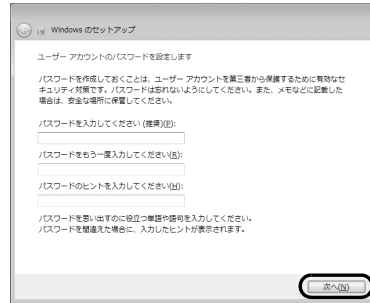 Windows のセットアップ
ユーザー アカウントのパスワードを設定します
パスワードを作成しておくことは、ユーザー アカウントを第三者から保護するために有効なセ
キュリティ対策です。パスワードは忘れないようにしてください。また、メモなどに記載した
場合は、安全な場所に保管してください。
パスワードを入力してください (推奨)(P):
パスワードをもう一度入力してください(R):
パスワードのヒントを入力してください(H):
パスワードを思い出すのに役立つ単語や語句を入力してください。
パスワードを間違えた場合に、入力したヒントが表示されます。
次へ(N)